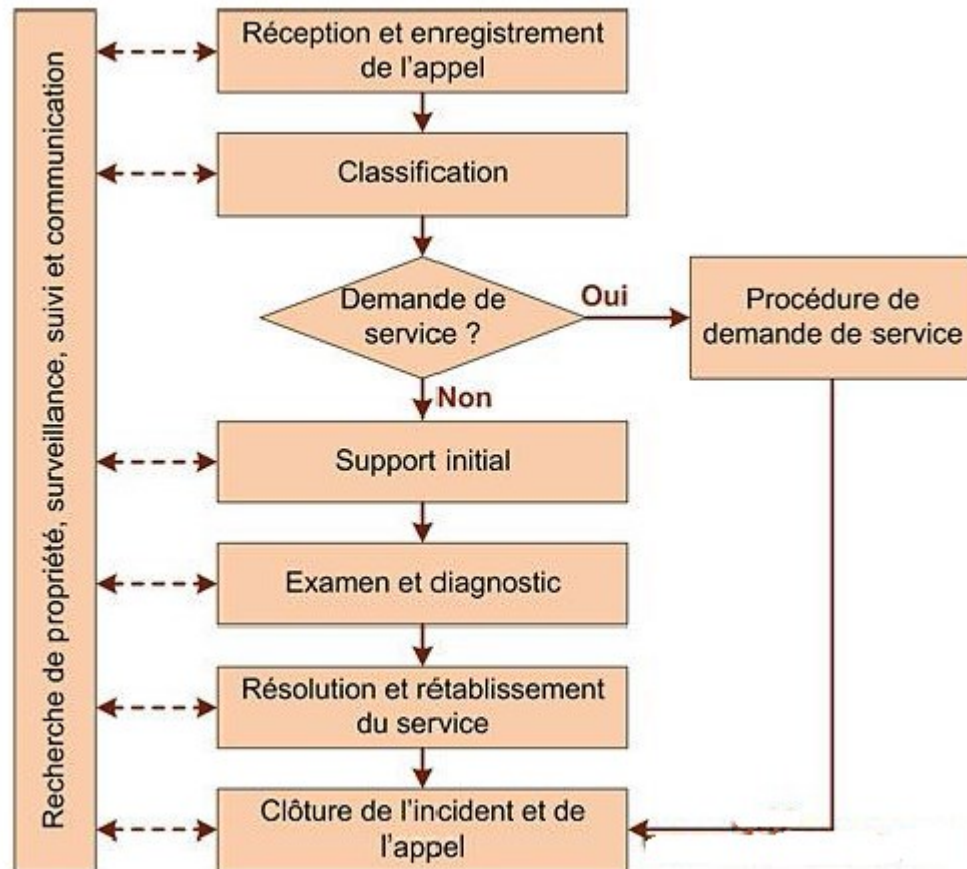 Recherche de propriété, surveillance, suivi et communication
Réception et enregistrement
de l'appel
Classification
Demande de
service ?
Oui
Procédure de
demande de service
Non
Support initial
Examen et diagnostic
Résolution et rétablissement
du service
Clôture de l'incident et de
l'appel